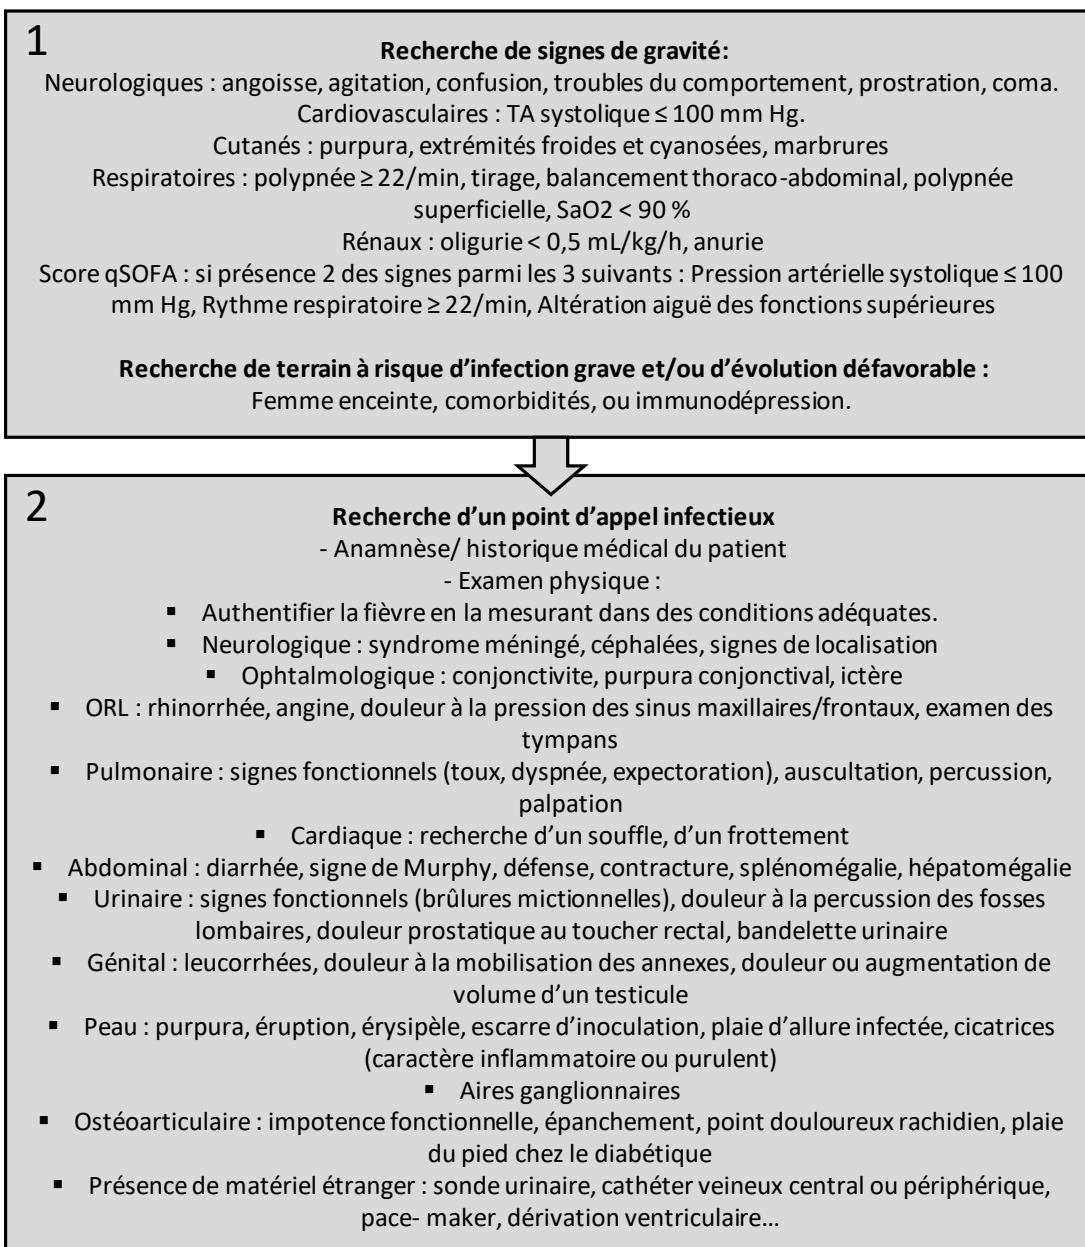 1
Recherche de signes de gravité:
Neurologiques : angoisse, agitation, confusion, troubles du comportement, prostration, coma.
Cardiovasculaires : TA systolique ≤ 100 mm Hg.
Cutanés : purpura, extrémités froides et cyanosées, marbrures
Respiratoires : polypnée ≥ 22/min, tirage, balancement thoraco-abdominal, polypnée
superficielle, SaO2 < 90 %
Rénaux : oligurie < 0,5 mL/kg/h, anurie
Score qSOFA : si présence 2 des signes parmi les 3 suivants : Pression artérielle systolique ≤ 100
mm Hg, Rythme respiratoire ≥ 22/min, Altération aiguë des fonctions supérieures
Recherche de terrain à risque d’infection grave et/ou d’évolution défavorable :
Femme enceinte, comorbidités, ou immunodépression.
2
Recherche d’un point d’appel infectieux
- Anamnèse/ historique médical du patient
- Examen physique :
▪ Authentifier la fièvre en la mesurant dans des conditions adéquates.
▪ Neurologique : syndrome méningé, céphalées, signes de localisation
▪ Ophtalmologique : conjonctivite, purpura conjonctival, ictère
▪ ORL : rhinorrhée, angine, douleur à la pression des sinus maxillaires/frontaux, examen des
tympans
▪ Pulmonaire : signes fonctionnels (toux, dyspnée, expectoration), auscultation, percussion,
palpation
▪ Cardiaque : recherche d’un souffle, d’un frottement
▪ Abdominal : diarrhée, signe de Murphy, défense, contracture, splénomégalie, hépatomégalie
▪ Urinaire : signes fonctionnels (brûlures mictionnelles), douleur à la percussion des fosses
lombaires, douleur prostatique au toucher rectal, bandelette urinaire
▪ Génital : leucorrhées, douleur à la mobilisation des annexes, douleur ou augmentation de
volume d’un testicule
▪ Peau : purpura, éruption, érysipèle, escarre d’inoculation, plaie d’allure infectée, cicatrices
(caractère inflammatoire ou purulent)
▪ Aires ganglionnaires
▪ Ostéoarticulaire : impotence fonctionnelle, épanchement, point douloureux rachidien, plaie
du pied chez le diabétique
▪ Présence de matériel étranger : sonde urinaire, cathéter veineux central ou périphérique,
pace- maker, dérivation ventriculaire…